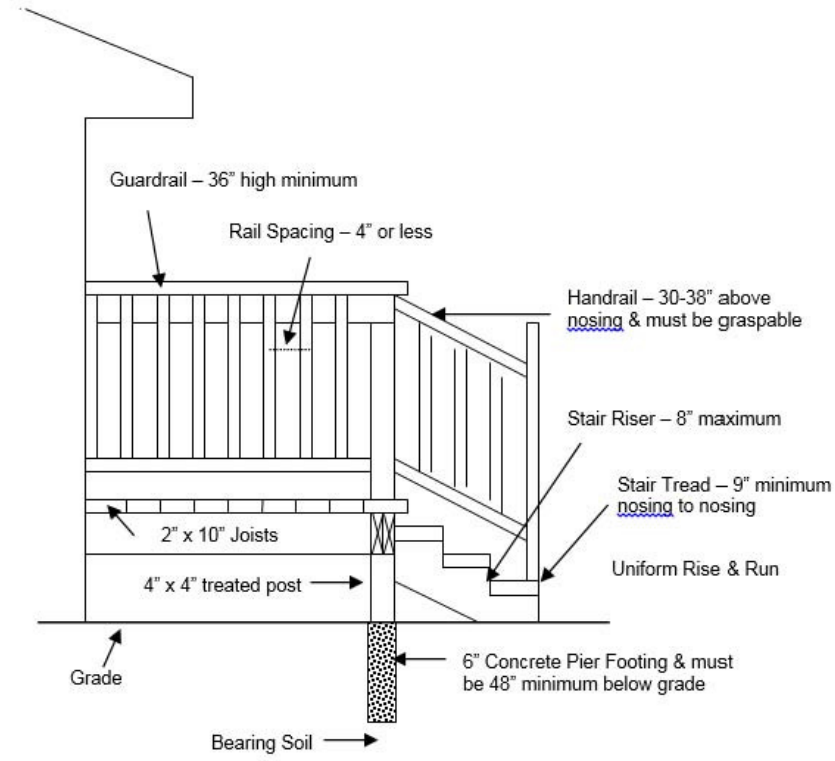 Guardrail – 36” high minimum
Rail Spacing – 4” or less
Handrail – 30-38” above
nosing & must be graspable
Stair Riser – 8” maximum
Stair Tread – 9” minimum
nosing to nosing
2” x 10” Joists
Uniform Rise & Run
4” x 4” treated post
6” Concrete Pier Footing & must
be 48” minimum below grade
Grade
Bearing Soil